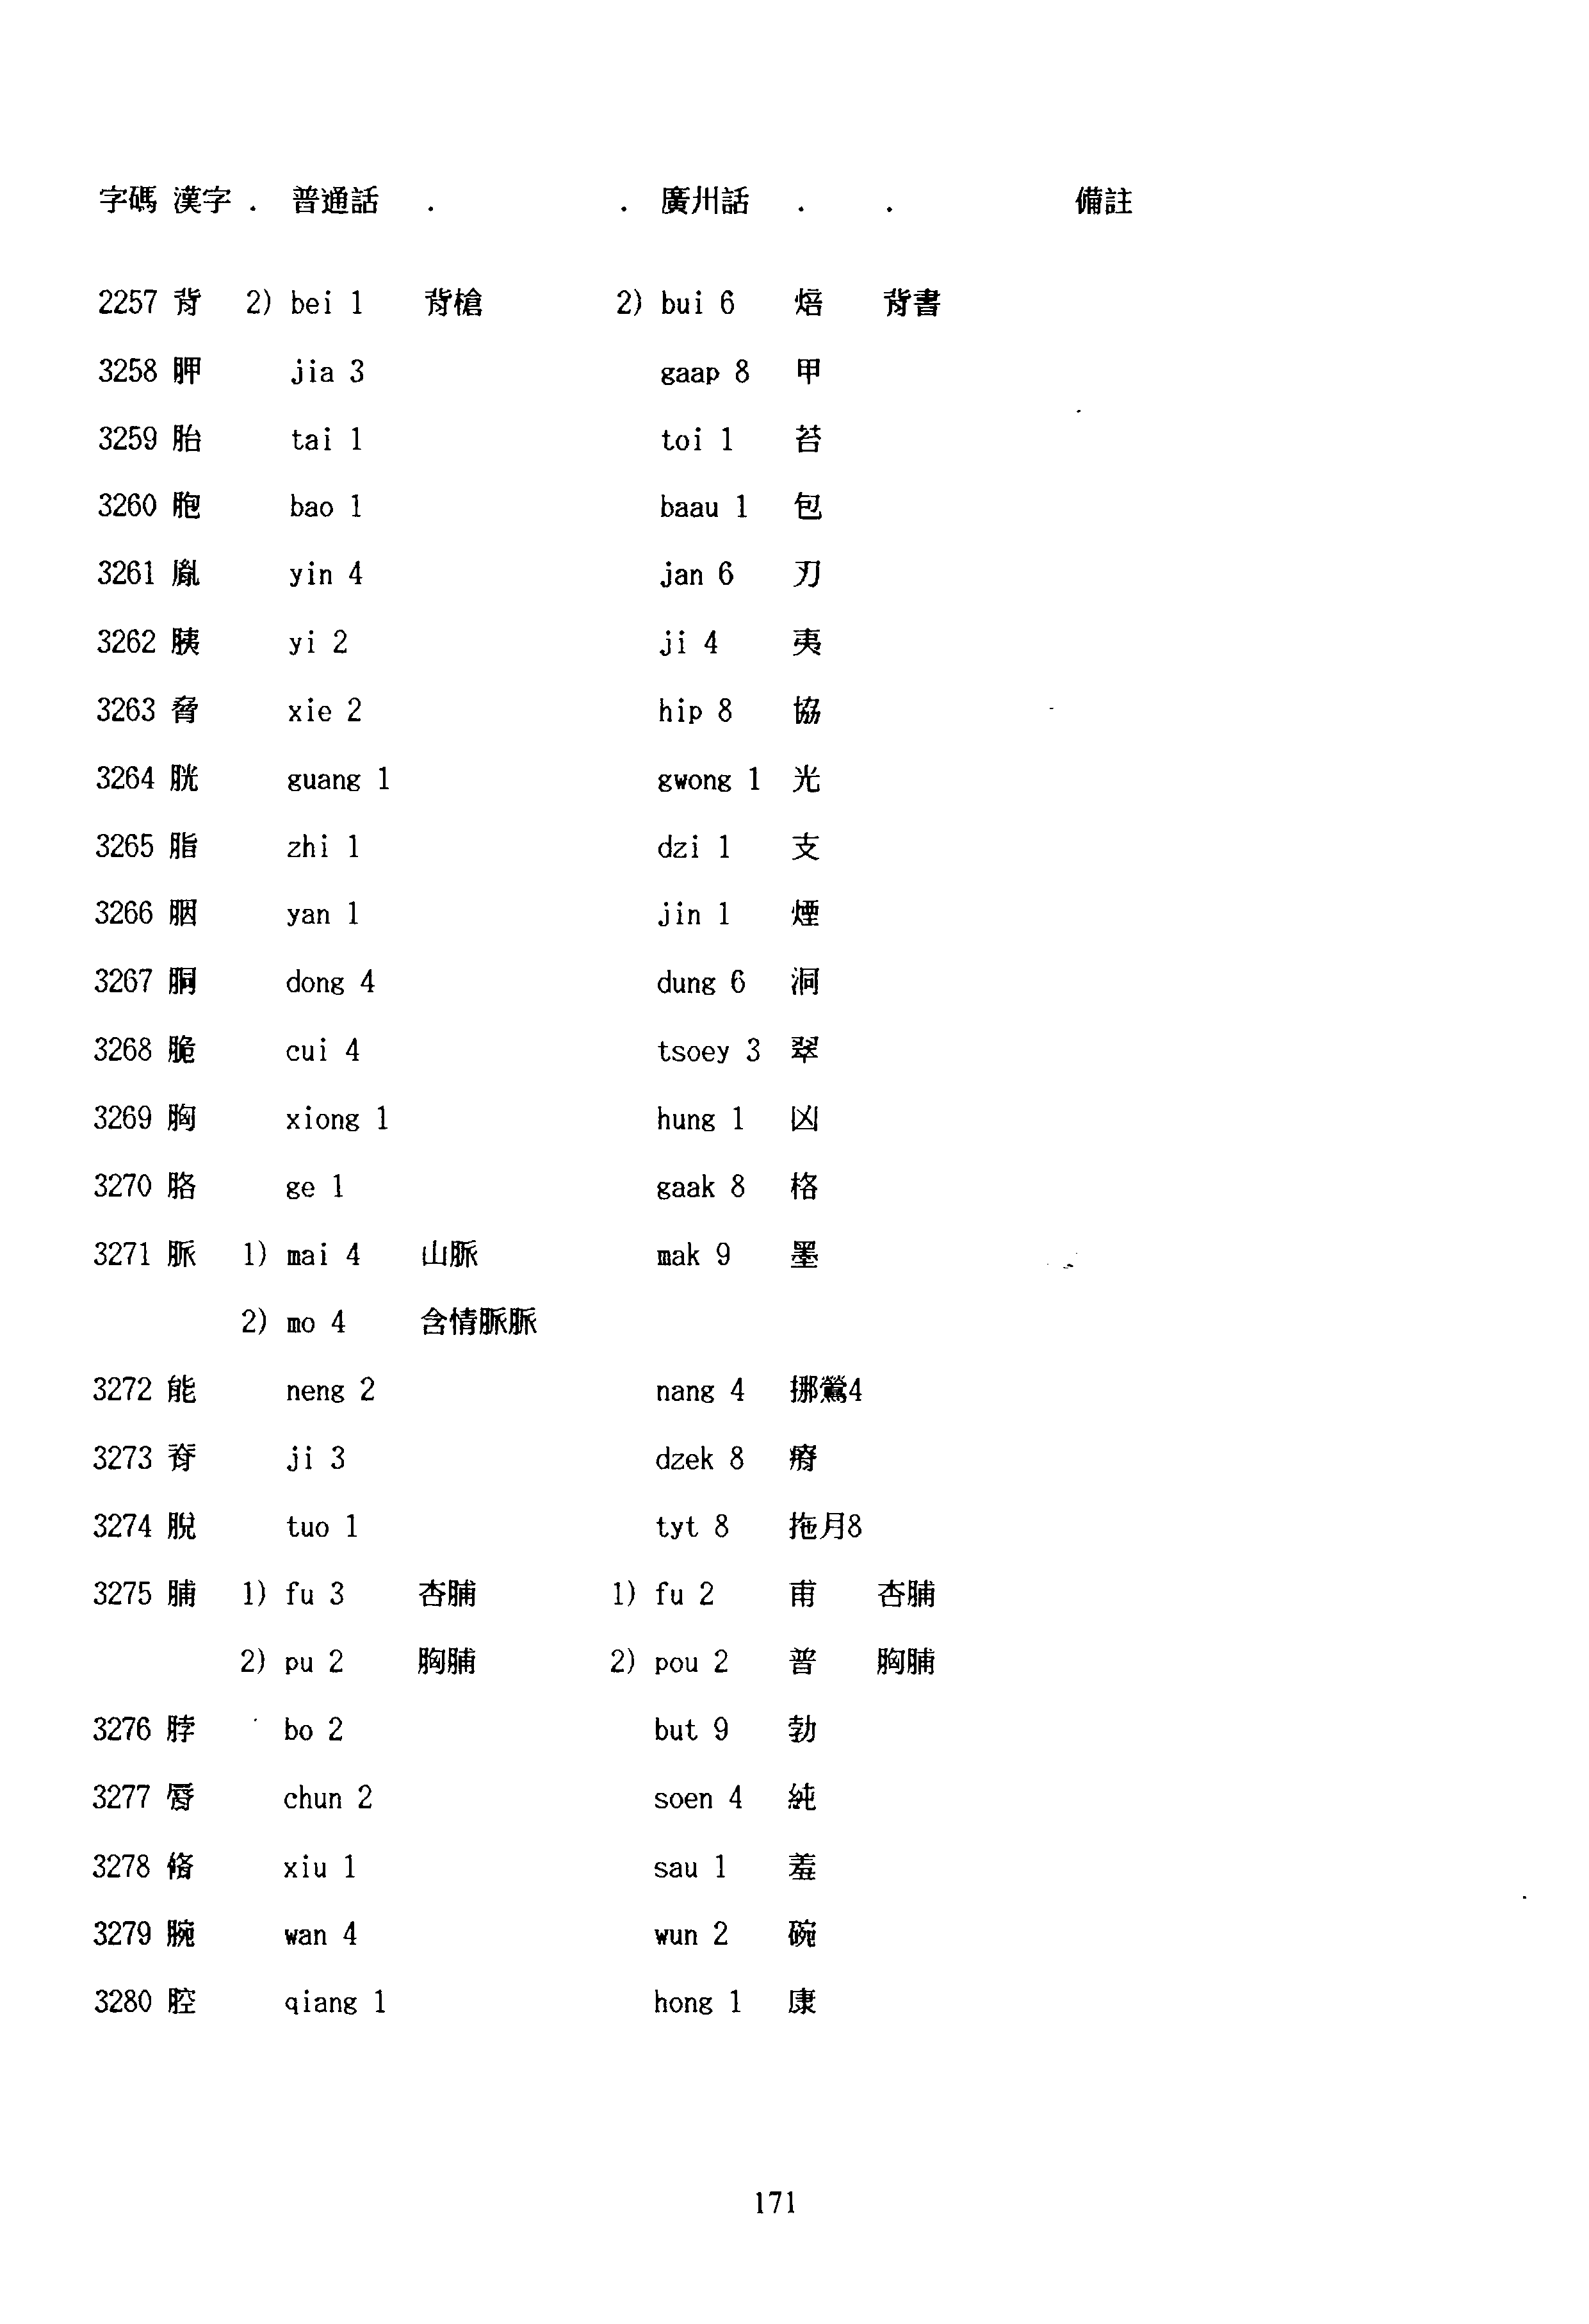 字碼 漢字 . 普通話 . . 廣州話 . . 備註
2257 背 2) bei 1 背槍 2) bui 6 焙 背書
3258 胛 jia 3 gaap 8 甲
3259 胎 tai 1 toi 1 苔
3260 胞 bao 1 baau 1 包
3261 胤 yin 4 jan 6 刃
3262 胰 yi 2 ji 4 夷
3263 脅 xie 2 hip 8 協
3264 胱 guang 1 gwong 1 光
3265 脂 zhi 1 dzi 1 支
3266 胭 yan 1 jin 1 煙
3267 胴 dong 4 dung 6 洞
3268 脆 cui 4 tsoey 3 翠
3269 胸 xiong 1 hung 1 凶
3270 胳 ge 1 gaak 8 格
3271 脈 1) mai 4 山脈 mak 9 墨
2) mo 4 含情脈脈
3272 能 neng 2 nang 4 挪鶯4
3273 脊 ji 3 dzek 8 瘠
3274 脫 tuo 1 tyt 8 拖月8
3275 脯 1) fu 3 杏脯 1) fu 2 甫 杏脯
2) pu 2 胸脯 2) pou 2 普 胸脯
3276 脖 bo 2 but 9 勃
3277 唇 chun 2 soen 4 純
3278 脩 xiu 1 sau 1 羞
3279 腕 wan 4 wun 2 碗
3280 腔 qiang 1 hong 1 康
171